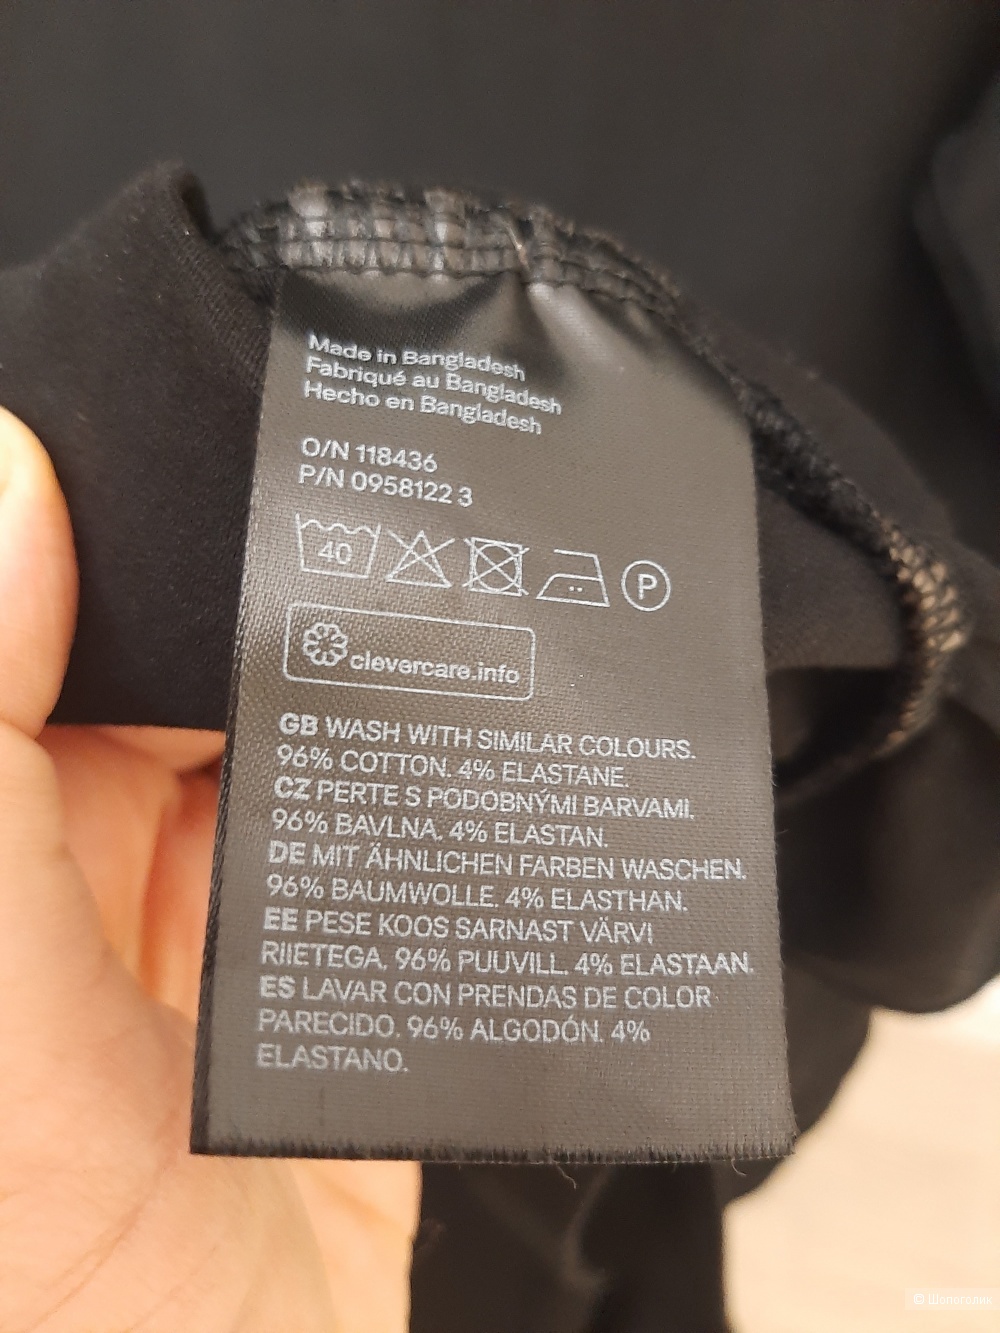 Made in Bangladesh
Fabriqué au Bangladesh
Hecho en Bangladesh
O/N 118436
P/N 0958122 3
40
P
clevercare.info
GB WASH WITH SIMILAR COLOURS.
96% COTTON. 4% ELASTANE.
CZ PERTE S PODOBNÝMI BARVAMI.
96% BAVLNA. 4% ELASTAN.
DE MIT ÄHNLICHEN FARBEN WASCHEN.
96% BAUMWOLLE. 4% ELASTHAN.
EE PESE KOOS SARNAST VÄRVI
RIIETEGA. 96% PUUVILL. 4% ELASTAAN.
ES LAVAR CON PRENDAS DE COLOR
PARECIDO. 96% ALGODÓN. 4%
ELASTANO.
© Шопоголик